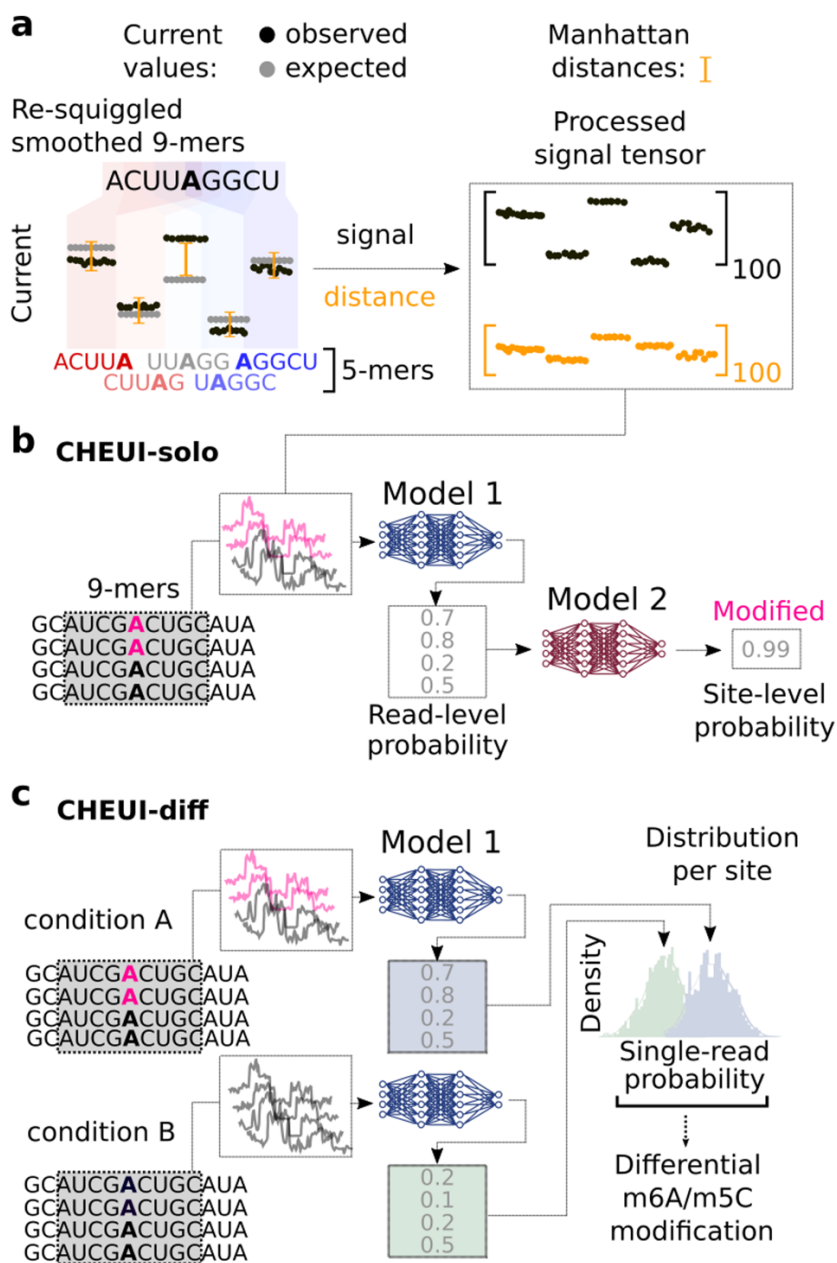 a
Current values:
observed
expected
Manhattan distances:
Re-squiggled
smoothed 9-mers
ACUUAGGCU
Current
ACUUA UUAGG AGGCU
CUUAG UAGGC
5-mers
signal
distance
Processed
signal tensor
100
100
b
CHEUI-solo
9-mers
GCAUCGACUGCAUA
GCAUCGACUGCAUA
GCAUCGACUGCAUA
GCAUCGACUGCAUA
Model 1
0.7
0.8
0.2
0.5
Read-level
probability
Model 2
Modified
0.99
Site-level
probability
c
CHEUI-diff
condition A
GCAUCGACUGCAUA
GCAUCGACUGCAUA
GCAUCGACUGCAUA
GCAUCGACUGCAUA
Model 1
0.7
0.8
0.2
0.5
condition B
GCAUCGACUGCAUA
GCAUCGACUGCAUA
GCAUCGACUGCAUA
GCAUCGACUGCAUA
0.2
0.1
0.2
0.5
Distribution
per site
Density
Single-read
probability
Differential
m6A/m5C
modification